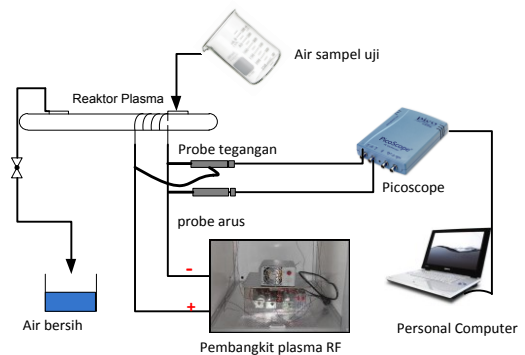 Air sampel uji
Reaktor Plasma
Probe tegangan
PicoScope
Picoscope
probe arus
-
+
Air bersih
Personal Computer
Pembangkit plasma RF